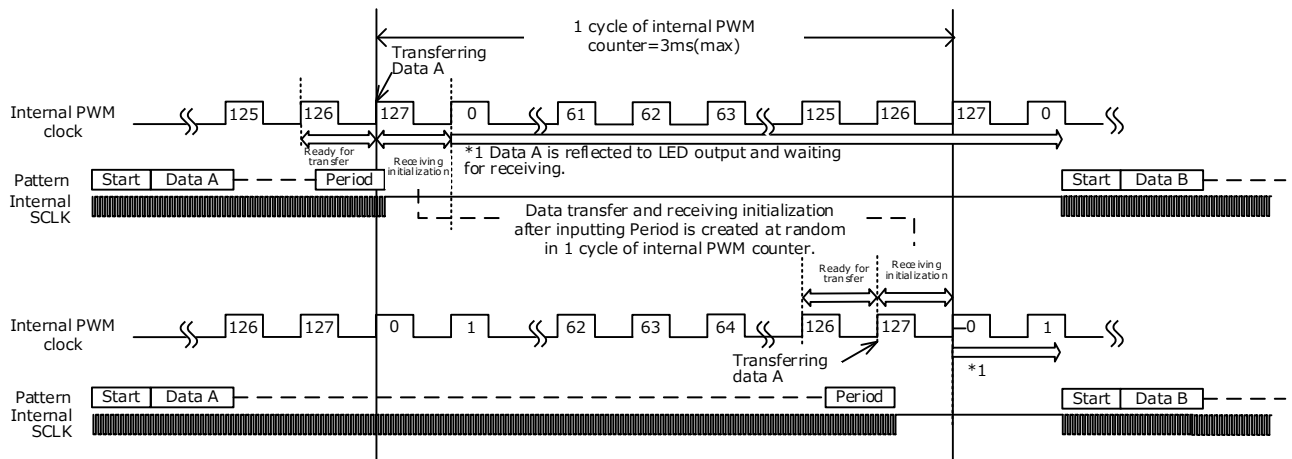 1 cycle of internal PWM
counter=3ms(max)
Transferring
Data A
Internal PWM
clock
125 126 127 0 61 62 63 125 126 127 0
Ready for
transfer
Receiving
initialization
*1 Data A is reflected to LED output and waiting
for receiving.
Pattern Start Data A Period Start Data B
Internal
SCLK
Data transfer and receiving initialization
after inputting Period is created at random
in 1 cycle of internal PWM counter.
Ready for
transfer
Receiving
initialization
Internal PWM
clock
126 127 0 1 62 63 64 126 127 0 1
Transferring
data A
*1
Pattern Start Data A Period Start Data B
Internal
SCLK